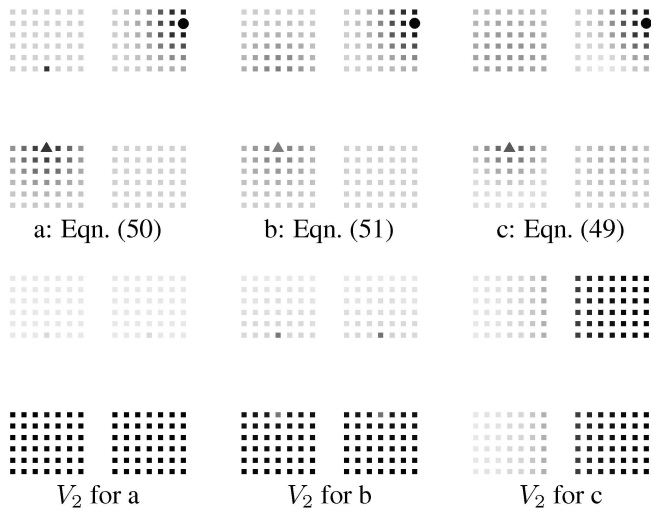 a: Eqn. (50) b: Eqn. (51) c: Eqn. (49)
V₂ for a V₂ for b V₂ for c